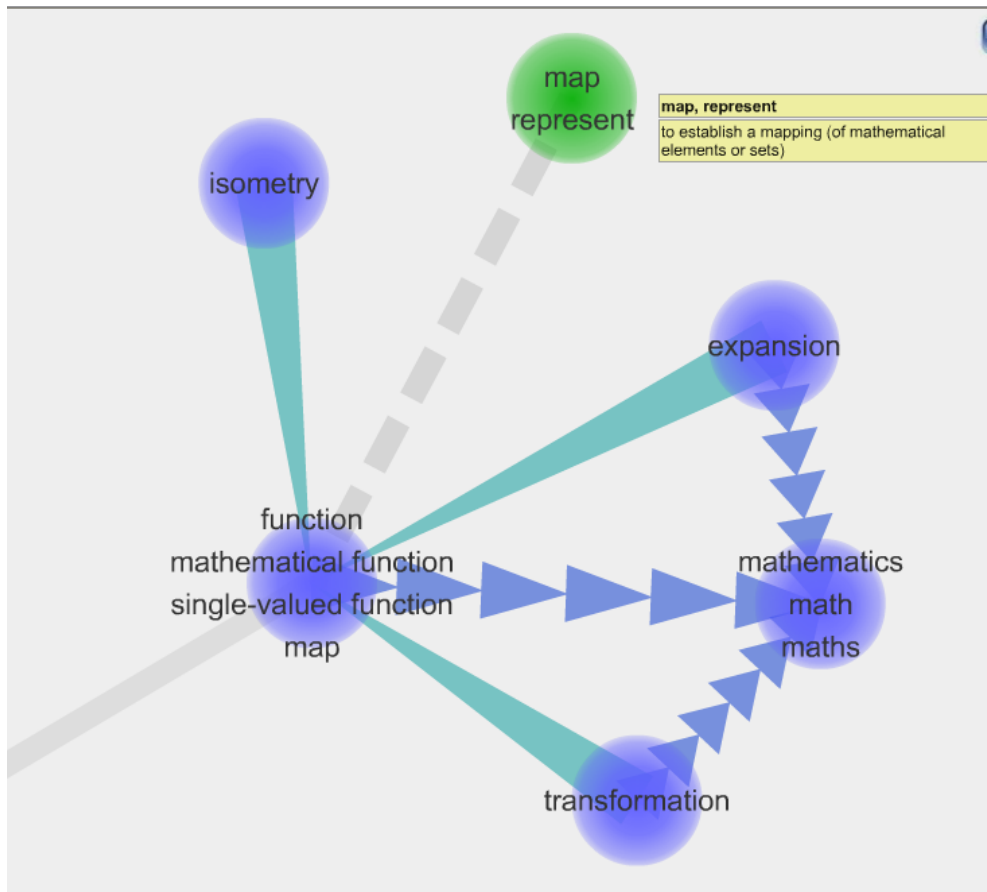 map
represent
map, represent
to establish a mapping (of mathematical
elements or sets)
isometry
expansion
function
mathematical function
single-valued function
map
mathematics
math
maths
transformation